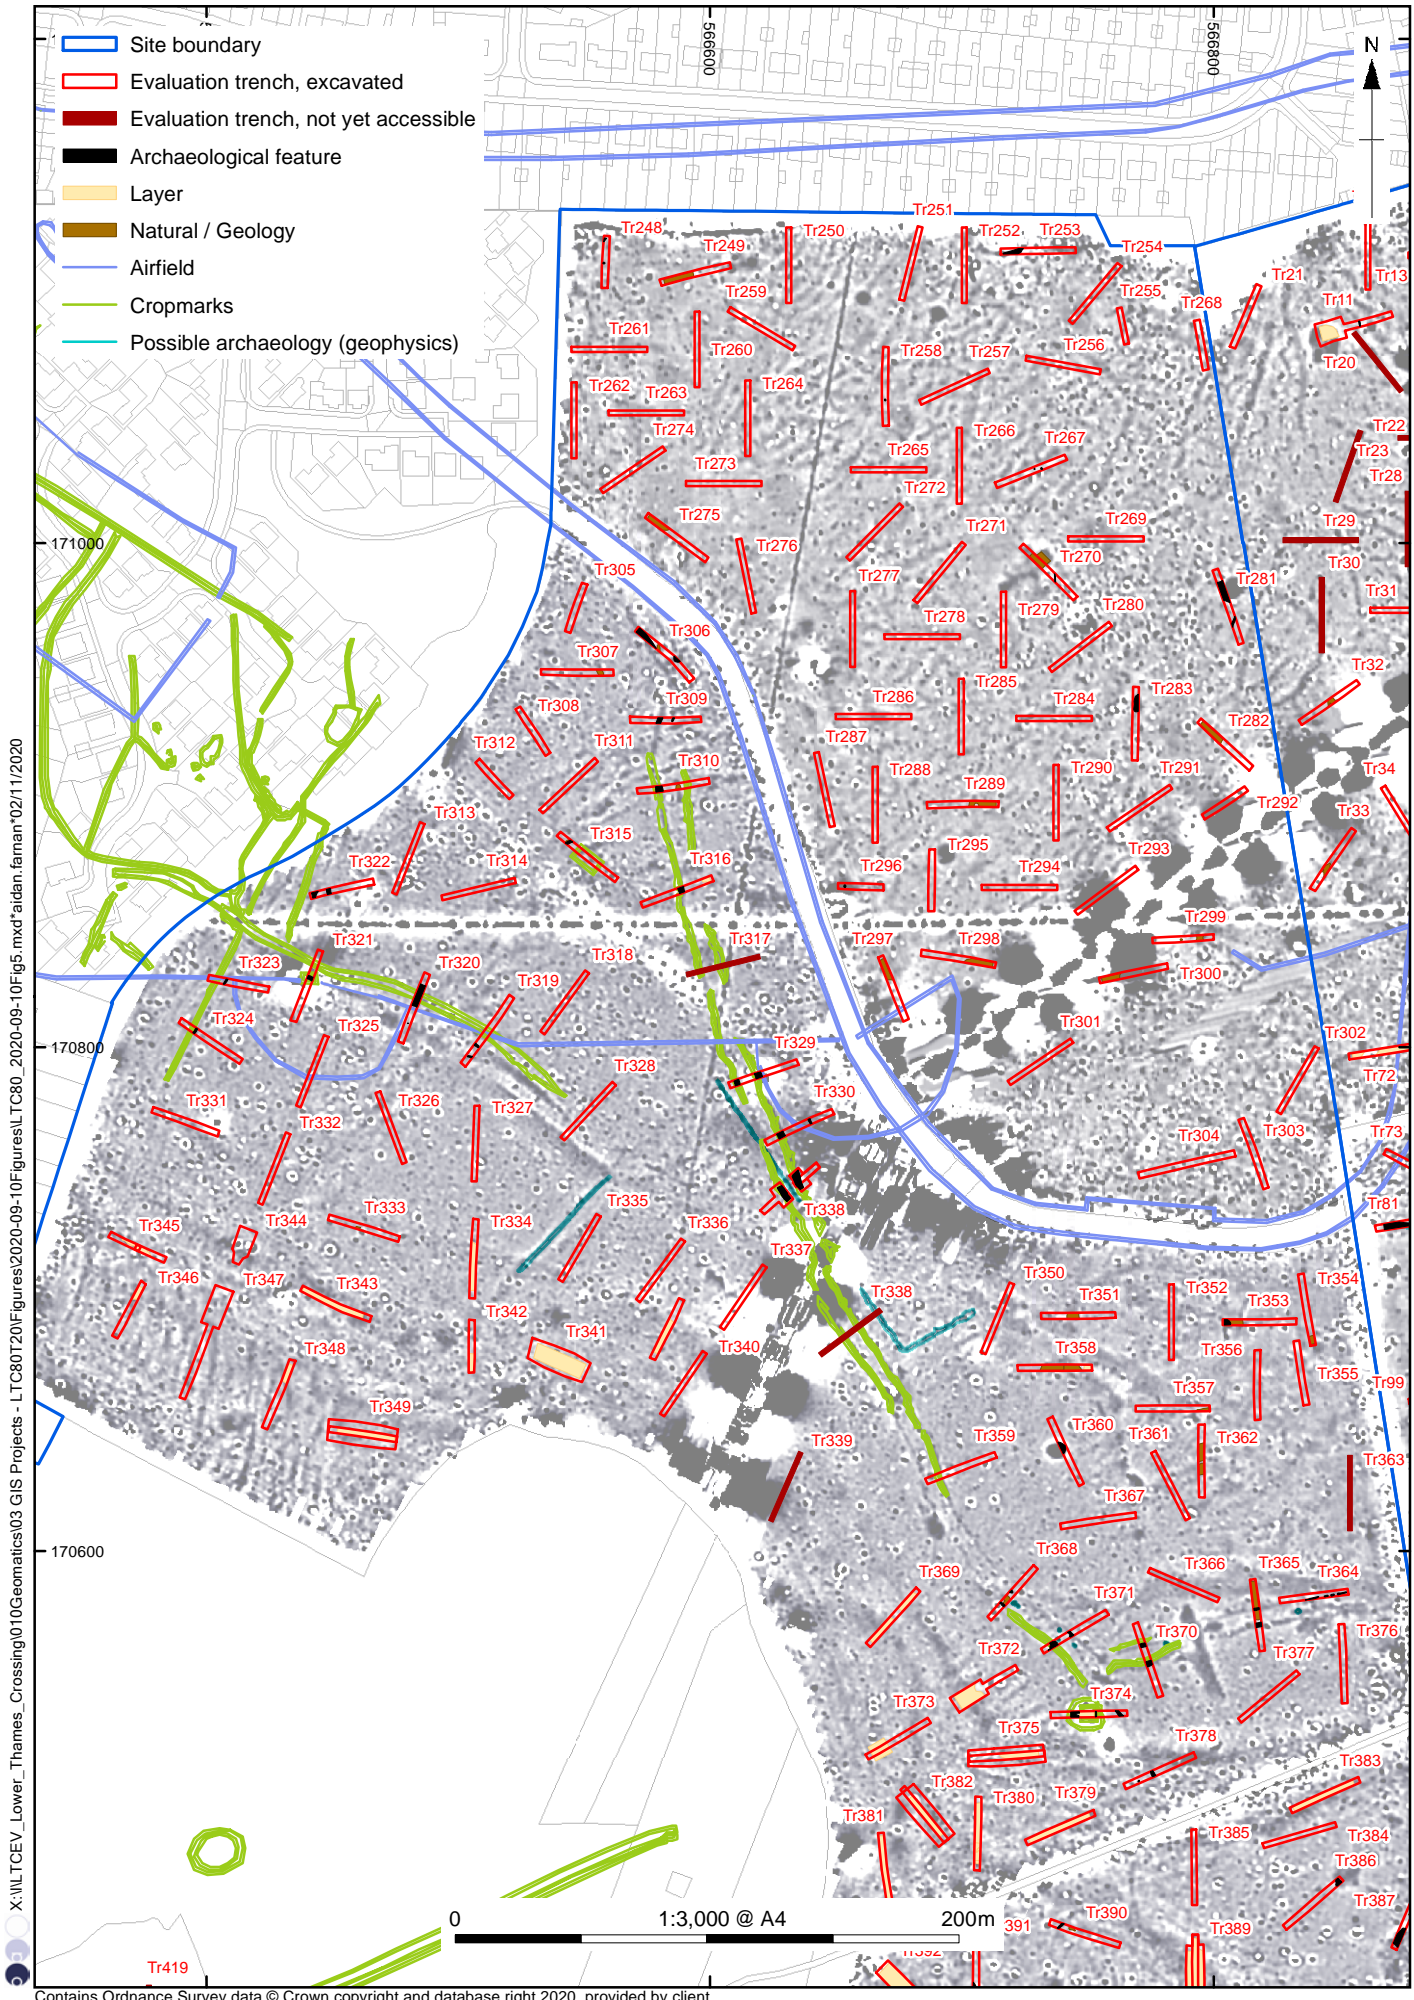 Site boundary
Evaluation trench, excavated
Evaluation trench, not yet accessible
Archaeological feature
Layer
Natural / Geology
Airfield
Cropmarks
Possible archaeology (geophysics)
566600
566800
N
Tr251
Tr248
Tr249
Tr250
Tr252
Tr253
Tr254
Tr21
Tr13
Tr259
Tr255
Tr268
Tr11
Tr261
Tr260
Tr258
Tr257
Tr256
Tr20
Tr262
Tr263
Tr264
Tr274
Tr266
Tr267
Tr22
Tr23
Tr273
Tr265
Tr272
Tr28
Tr275
Tr271
Tr269
Tr29
171000
Tr276
Tr270
Tr30
Tr305
Tr277
Tr281
Tr31
Tr306
Tr278
Tr279
Tr280
Tr307
Tr32
Tr309
Tr286
Tr285
Tr284
Tr283
Tr308
Tr311
Tr287
Tr282
Tr312
Tr310
Tr288
Tr289
Tr290
Tr291
Tr34
Tr313
Tr315
Tr292
Tr33
Tr322
Tr314
Tr316
Tr296
Tr295
Tr294
Tr293
Tr321
Tr317
Tr299
Tr323
Tr320
Tr319
Tr318
Tr297
Tr298
Tr300
Tr324
Tr325
Tr301
Tr302
170800
Tr329
Tr328
Tr72
Tr331
Tr332
Tr326
Tr327
Tr330
Tr304
Tr303
Tr73
Tr345
Tr344
Tr333
Tr334
Tr335
Tr336
Tr338
Tr81
Tr337
Tr346
Tr347
Tr343
Tr342
Tr338
Tr350
Tr351
Tr352
Tr353
Tr354
Tr348
Tr341
Tr340
Tr358
Tr356
Tr355
Tr357
Tr99
Tr349
Tr339
Tr359
Tr360
Tr361
Tr362
Tr363
Tr367
170600
Tr369
Tr368
Tr366
Tr365
Tr364
Tr371
Tr370
Tr376
Tr372
Tr377
Tr373
Tr374
Tr375
Tr378
Tr382
Tr380
Tr379
Tr383
Tr381
Tr385
Tr384
Tr386
Tr390
Tr389
Tr387
391
0
1:3,000 @ A4
200m
Tr419
X:\l\LTCEV_Lower_Thames_Crossing\010Geomatics\03 GIS Projects - LTC80T20\Figures\2020-09-10Figures\LTC80_2020-09-10Fig5.mxd*aidan.farnan*02/11/2020
Contains Ordnance Survey data © Crown copyright and database right 2020, provided by client